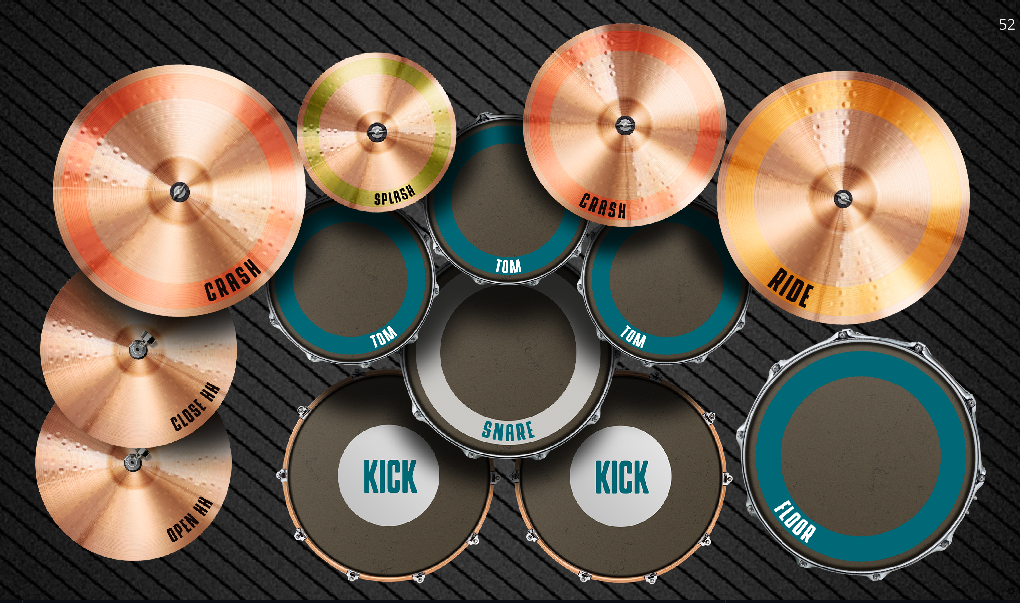 52
SPLASH
CRASH
CRASH
TOM
RIDE
TOM
TOM
CLOSE HH
SNARE
KICK
KICK
OPEN HH
FLOOR